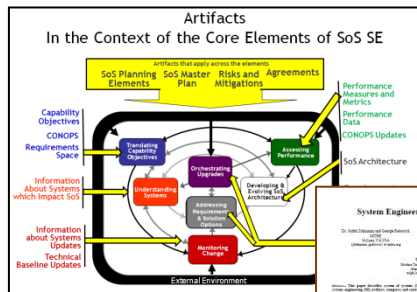 Artifacts
In the Context of the Core Elements of SoS SE
Artifacts that apply across the elements
SoS Planning Elements
SoS Master Plan
Risks and Mitigations
Agreements
Capability
Objectives
CONOPS
Requirements
Space
Information
About Systems
which Impact SoS
Information
about Systems
Updates
Technical
Baseline Updates
Translating
Capability
Objectives
Understanding
Systems
Orchestrating
Upgrades
Addressing
Requirements
& Solution
Options
Monitoring
Change
Assessing
Performance
Developing &
Evolving SoS
Architecture
External Environment
Performance
Measures and
Metrics
Performance
Data
CONOPS Updates
SoS Architecture
System Engineer